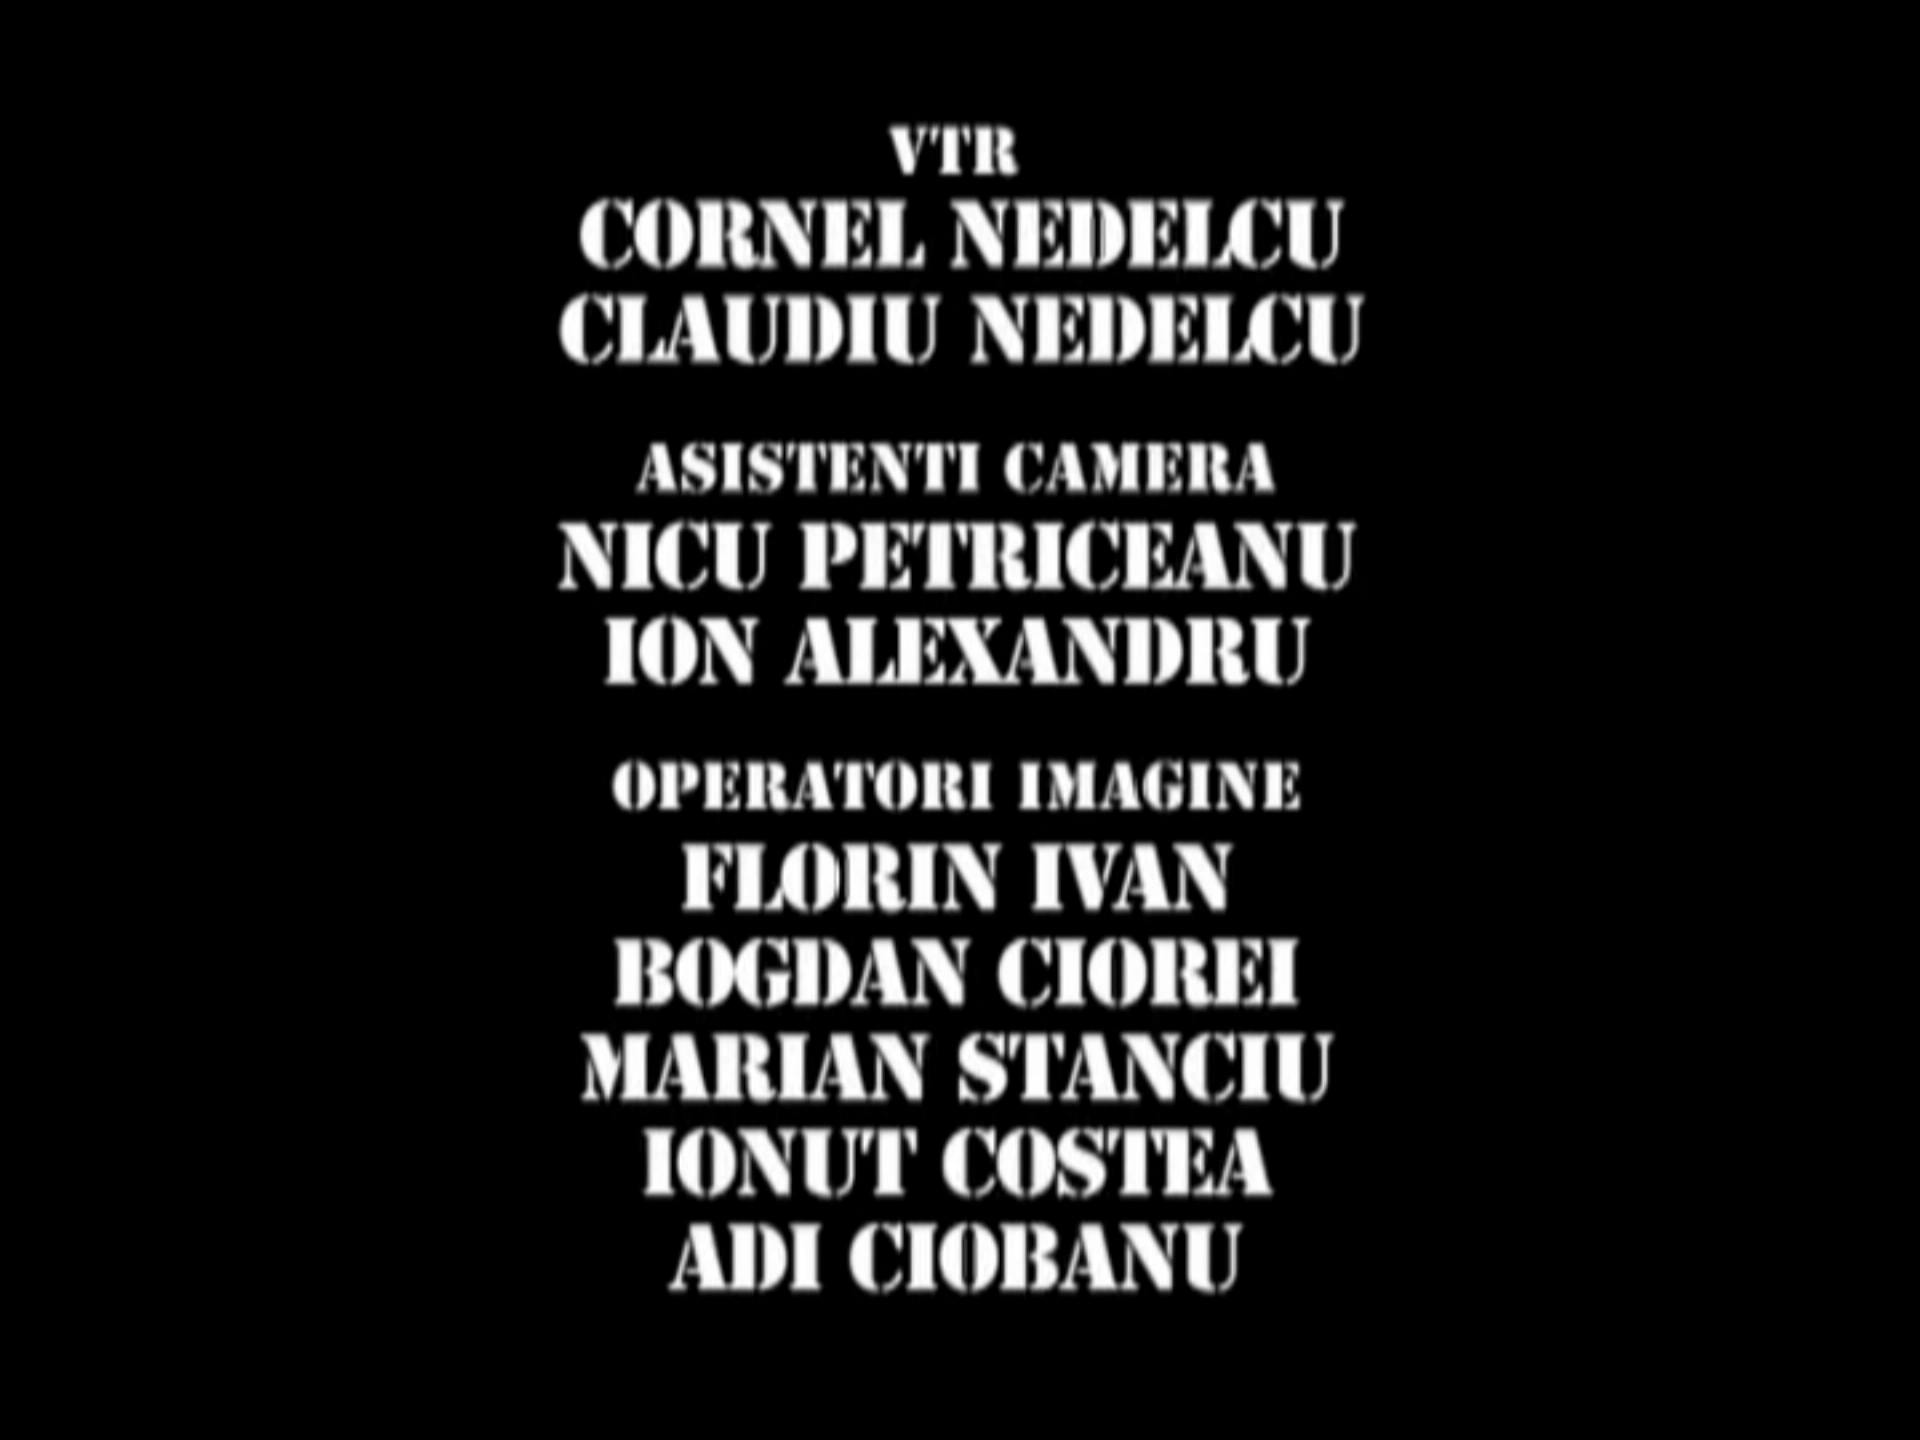 VTR
CORNEL NEDELCU
CLAUDIU NEDELCU
ASISTENTI CAMERA
NICU PETRICEANU
ION ALEXANDRU
OPERATORI IMAGINE
FLORIN IVAN
BOGDAN CIOREI
MARIAN STANCIU
IONUT COSTEA
ADI CIOBANU